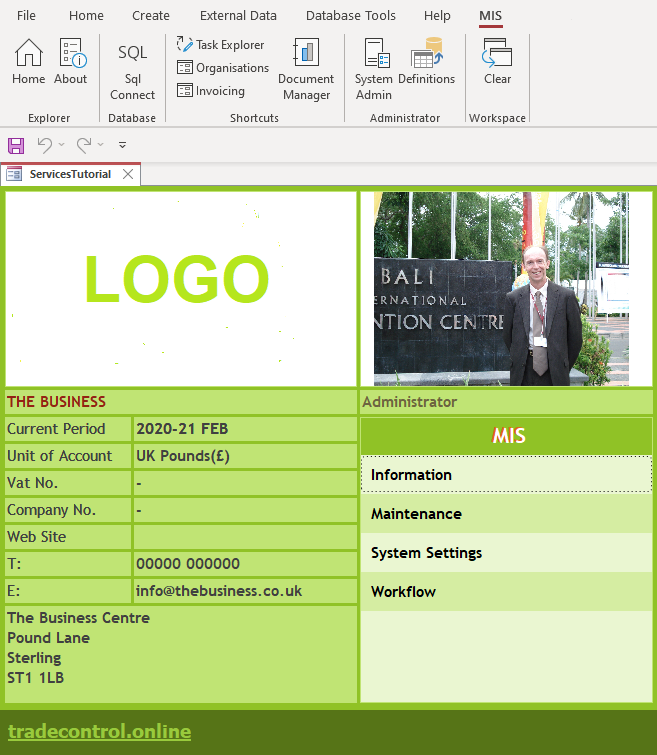 File Home Create External Data Database Tools Help MIS
Home About
SQL
Sql
Connect
Task Explorer
Organisations
Invoicing
Document
Manager
System
Admin
Definitions
Clear
Explorer Database Shortcuts Administrator Workspace
ServicesTutorial
LOGO
BALI
ERNATIONAL
NTION CENTRE
THE BUSINESS
Administrator
Current Period 2020-21 FEB
Unit of Account UK Pounds(£)
Vat No. -
Company No. -
Web Site
T: 00000 000000
E: info@thebusiness.co.uk
The Business Centre
Pound Lane
Sterling
ST1 1LB
MIS
Information
Maintenance
System Settings
Workflow
tradecontrol.online